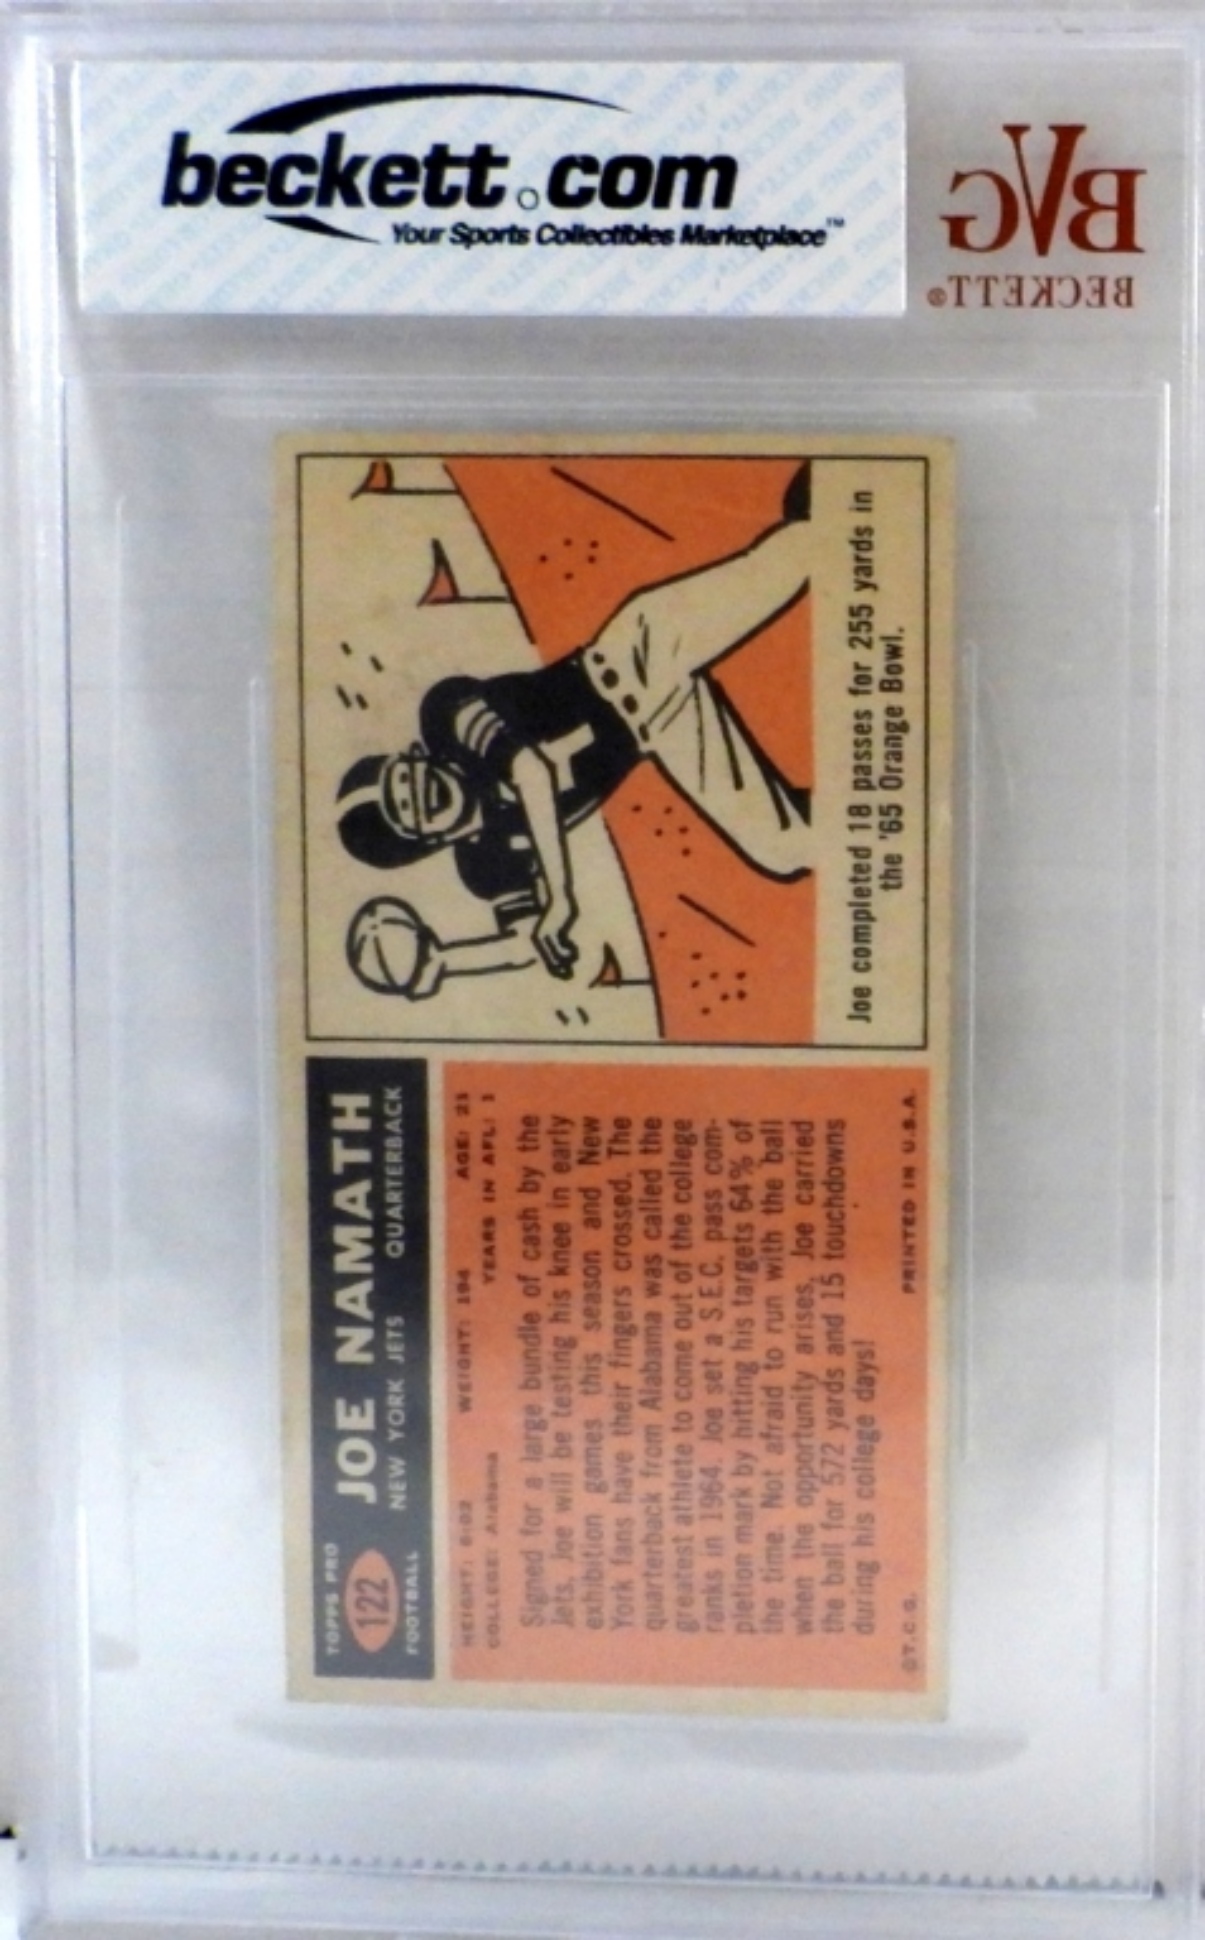 beckett.com
Your Sports Collectibles Marketplace™
BVG
BECKETT®
TOPPS PRO
122
FOOTBALL
JOE NAMATH
NEW YORK JETS QUARTERBACK
HEIGHT: 6:02 WEIGHT: 194 AGE: 21
COLLEGE: Alabama YEARS IN AFL: 1
Signed for a large bundle of cash by the
Jets, Joe will be testing his knee in early
exhibition games this season and New
York fans have their fingers crossed. The
quarterback from Alabama was called the
greatest athlete to come out of the college
ranks in 1964. Joe set a S.E.C. pass com-
pletion mark by hitting his targets 64% of
the time. Not afraid to run with the ball
when the opportunity arises, Joe carried
the ball for 572 yards and 15 touchdowns
during his college days!
©T.C.G. PRINTED IN U.S.A.
Joe completed 18 passes for 255 yards in
the '65 Orange Bowl.